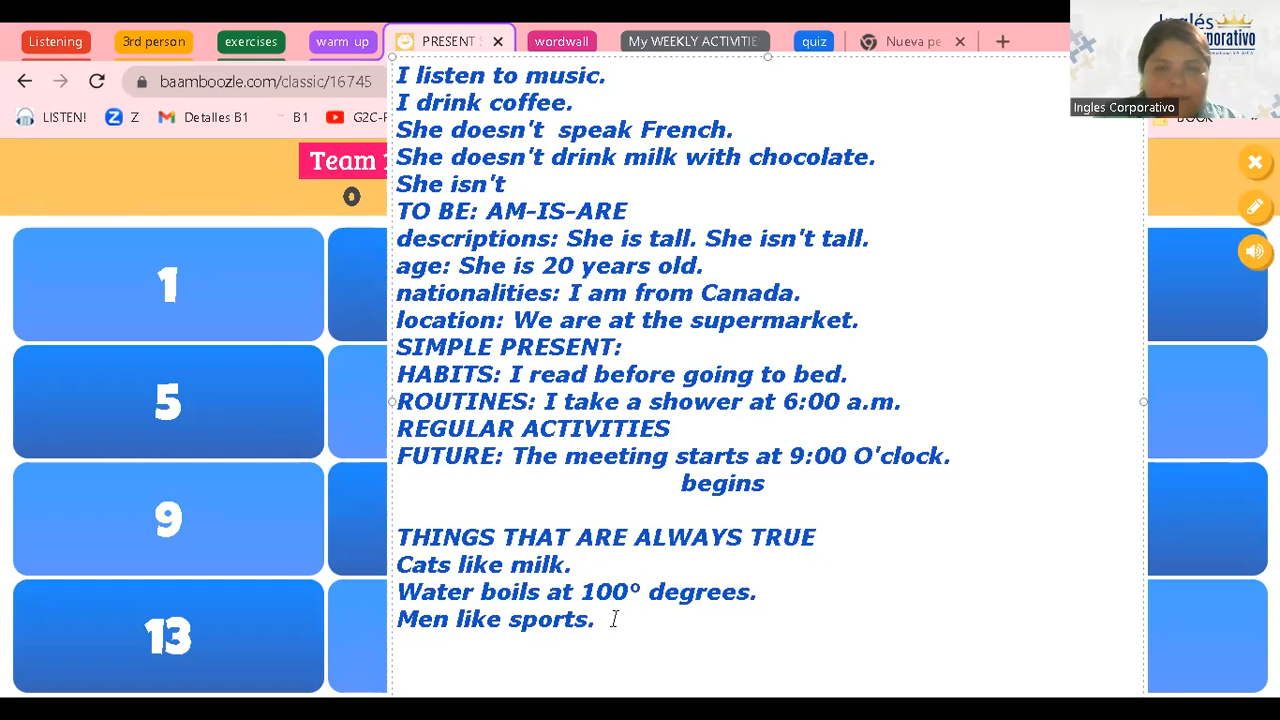 Listening
3rd person
exercises
warm up
PRESENT S
wordwall
My WEEKLY ACTIVITIE
quiz
Nueva pe
baamboozle.com/classic/16745
LISTEN!
Z
Detalles B1
B1
G2C-F
BOOK
Inglés
Corporativo
Ingles Corporativo
Team 1
0
1
5
9
13
I listen to music.
I drink coffee.
She doesn't  speak French.
She doesn't drink milk with chocolate.
She isn't
TO BE: AM-IS-ARE
descriptions: She is tall. She isn't tall.
age: She is 20 years old.
nationalities: I am from Canada.
location: We are at the supermarket.
SIMPLE PRESENT:
HABITS: I read before going to bed.
ROUTINES: I take a shower at 6:00 a.m.
REGULAR ACTIVITIES
FUTURE: The meeting starts at 9:00 O'clock.
begins
THINGS THAT ARE ALWAYS TRUE
Cats like milk.
Water boils at 100° degrees.
Men like sports.